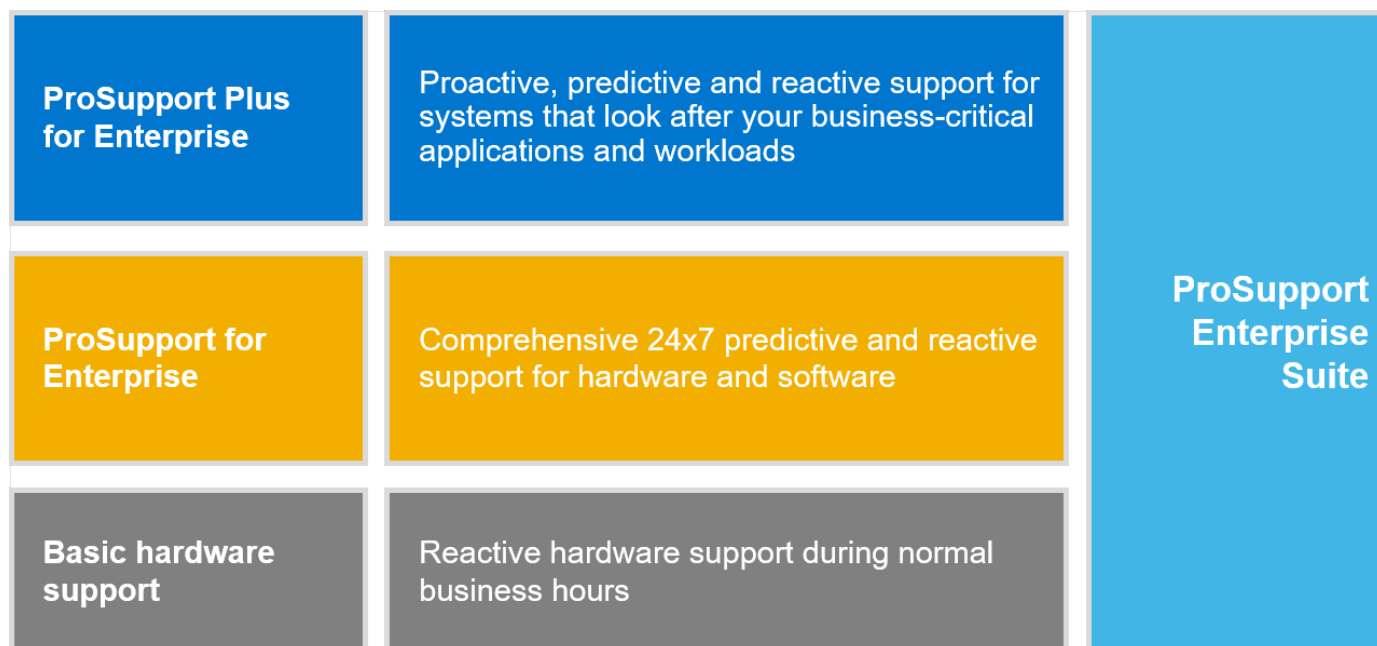 ProSupport Plus
for Enterprise
Proactive, predictive and reactive support for
systems that look after your business-critical
applications and workloads
ProSupport for
Enterprise
Comprehensive 24x7 predictive and reactive
support for hardware and software
Basic hardware
support
Reactive hardware support during normal
business hours
ProSupport
Enterprise
Suite